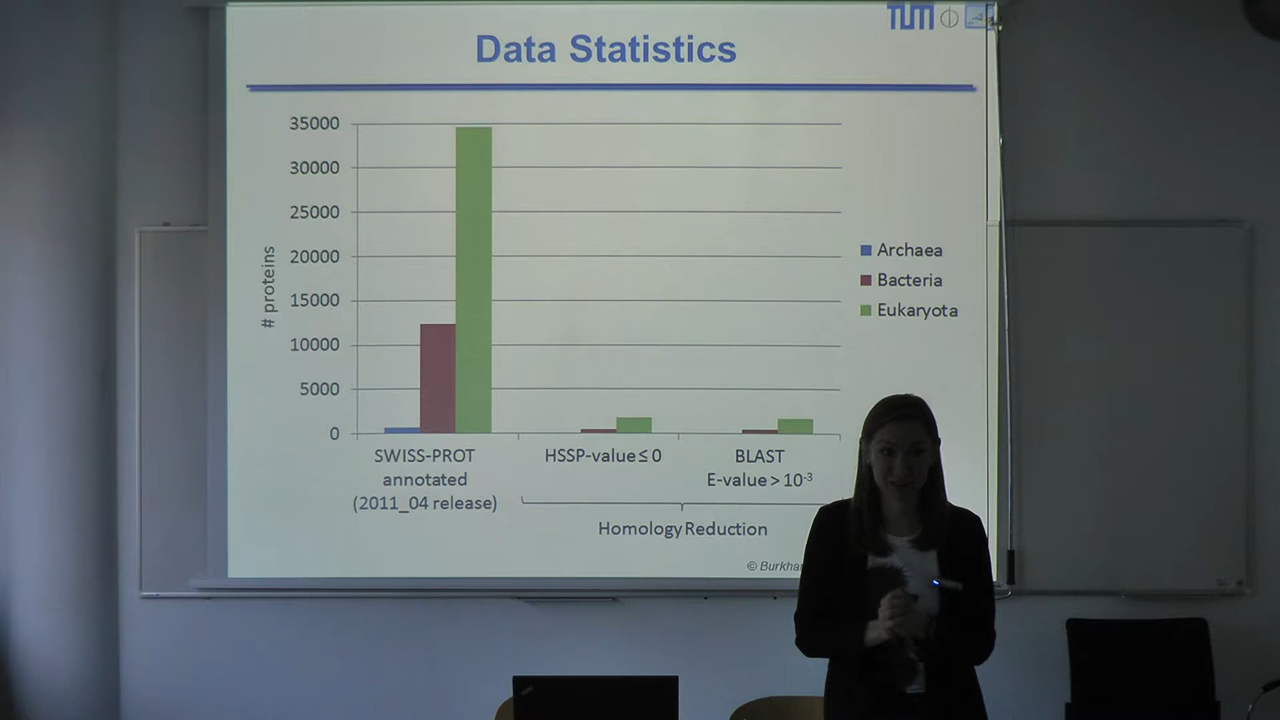 TUM
Data Statistics
35000
30000
25000
20000
15000
10000
5000
0
# proteins
Archaea
Bacteria
Eukaryota
SWISS-PROT
annotated
(2011_04 release)
HSSP-value ≤ 0
BLAST
E-value > 10⁻³
Homology Reduction
©